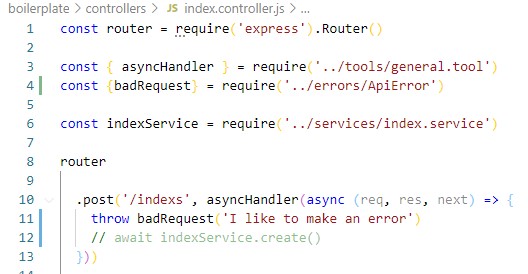 boilerplate > controllers > JS index.controller.js > ...
1 const router = require('express').Router()
2
3 const { asyncHandler } = require('../tools/general.tool')
4 const {badRequest} = require('../errors/ApiError')
5
6 const indexService = require('../services/index.service')
7
8 router
9
10 .post('/indexs', asyncHandler(async (req, res, next) => {
11 throw badRequest('I like to make an error')
12 // await indexService.create()
13 }))
14